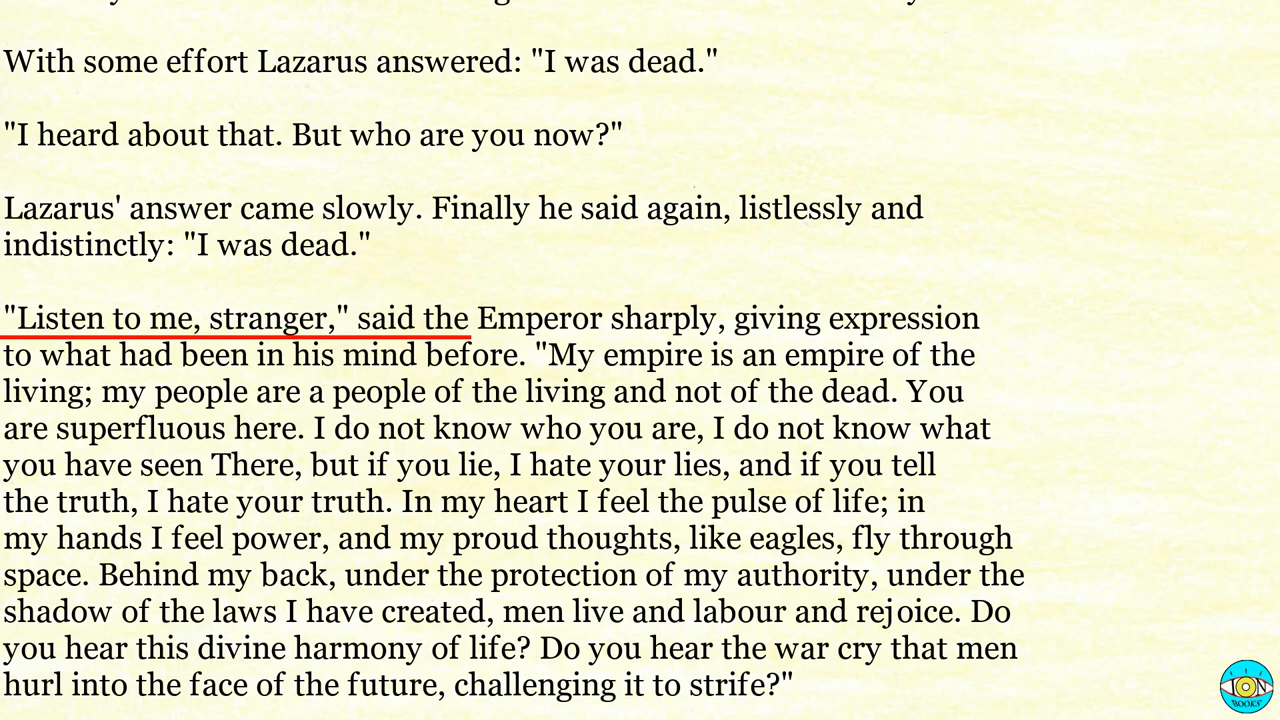 With some effort Lazarus answered: "I was dead."
"I heard about that. But who are you now?"
Lazarus' answer came slowly. Finally he said again, listlessly and
indistinctly: "I was dead."
"Listen to me, stranger," said the Emperor sharply, giving expression
to what had been in his mind before. "My empire is an empire of the
living; my people are a people of the living and not of the dead. You
are superfluous here. I do not know who you are, I do not know what
you have seen There, but if you lie, I hate your lies, and if you tell
the truth, I hate your truth. In my heart I feel the pulse of life; in
my hands I feel power, and my proud thoughts, like eagles, fly through
space. Behind my back, under the protection of my authority, under the
shadow of the laws I have created, men live and labour and rejoice. Do
you hear this divine harmony of life? Do you hear the war cry that men
hurl into the face of the future, challenging it to strife?"
ION
BOOKS